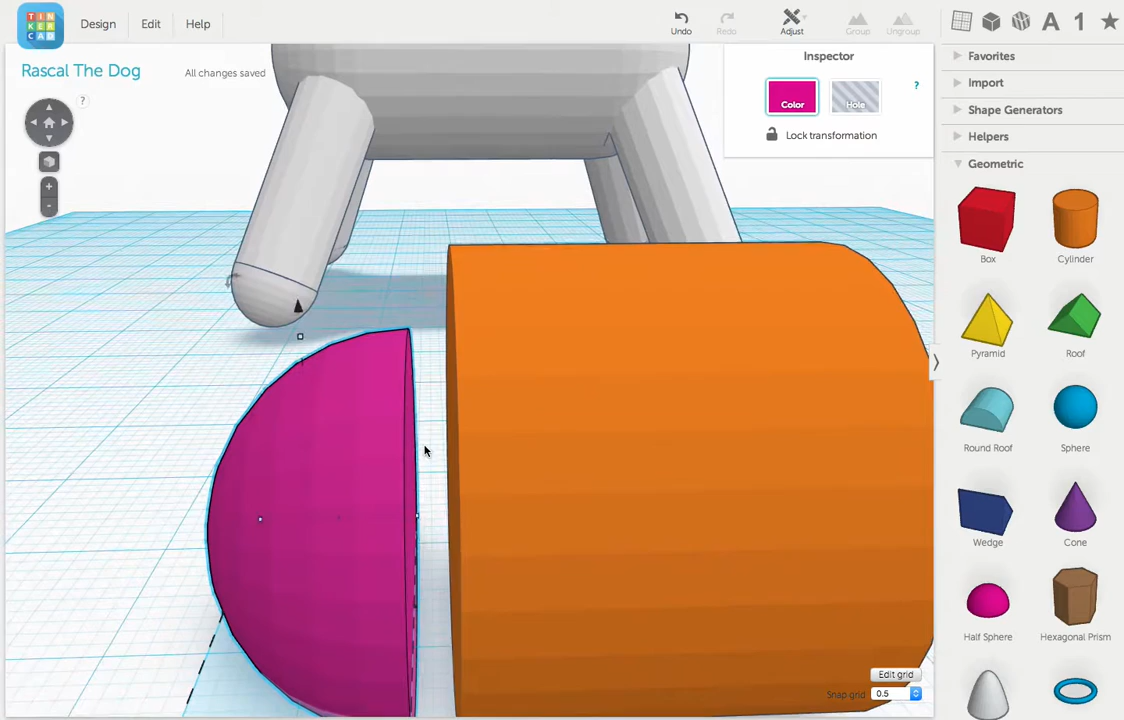 TIN
KER
CAD
Design
Edit
Help
Undo
Redo
Adjust
Group
Ungroup
A
1
Rascal The Dog
All changes saved
?
Inspector
Color
Hole
?
Lock transformation
Favorites
Import
Shape Generators
Helpers
Geometric
Box
Cylinder
Pyramid
Roof
Round Roof
Sphere
Wedge
Cone
Half Sphere
Hexagonal Prism
+
-
Edit grid
Snap grid 0.5